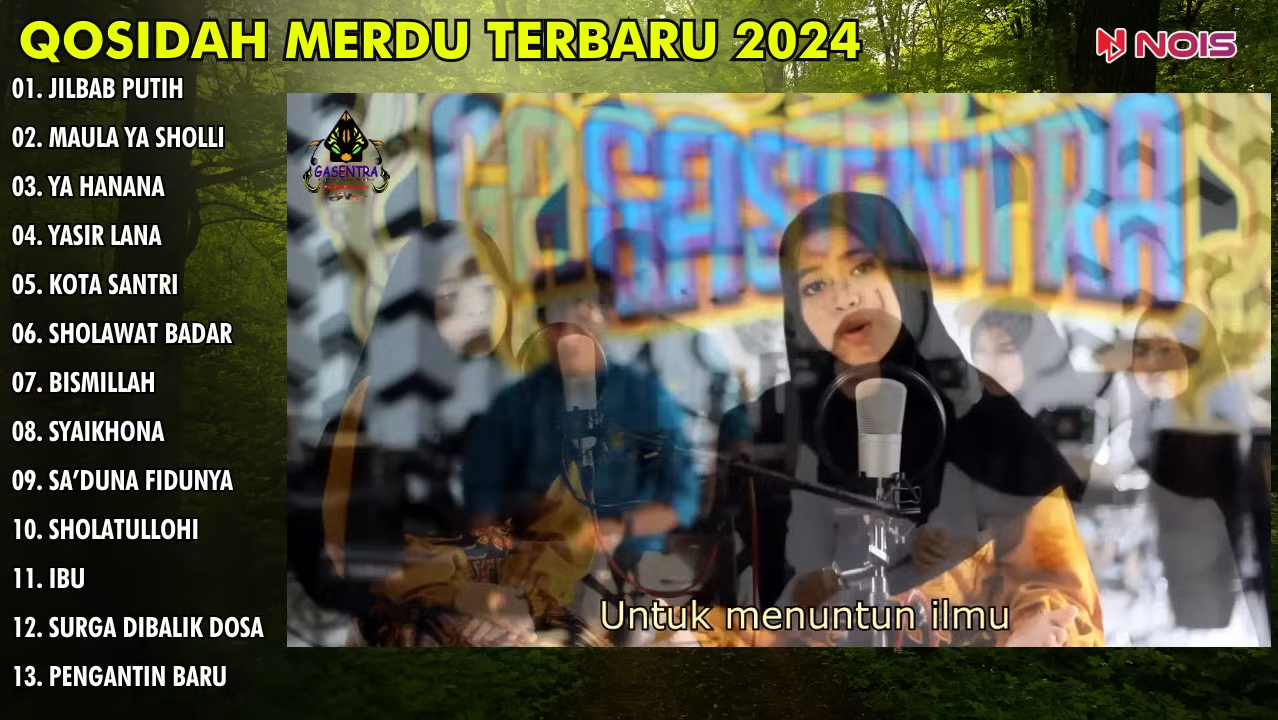 QOSIDAH MERDU TERBARU 2024
NOIS
01. JILBAB PUTIH
02. MAULA YA SHOLLI
03. YA HANANA
04. YASIR LANA
05. KOTA SANTRI
06. SHOLAWAT BADAR
07. BISMILLAH
08. SYAIKHONA
09. SA’DUNA FIDUNYA
10. SHOLATULLOHI
11. IBU
12. SURGA DIBALIK DOSA
13. PENGANTIN BARU
GASENTRA
GASENTRA
Untuk menuntun ilmu